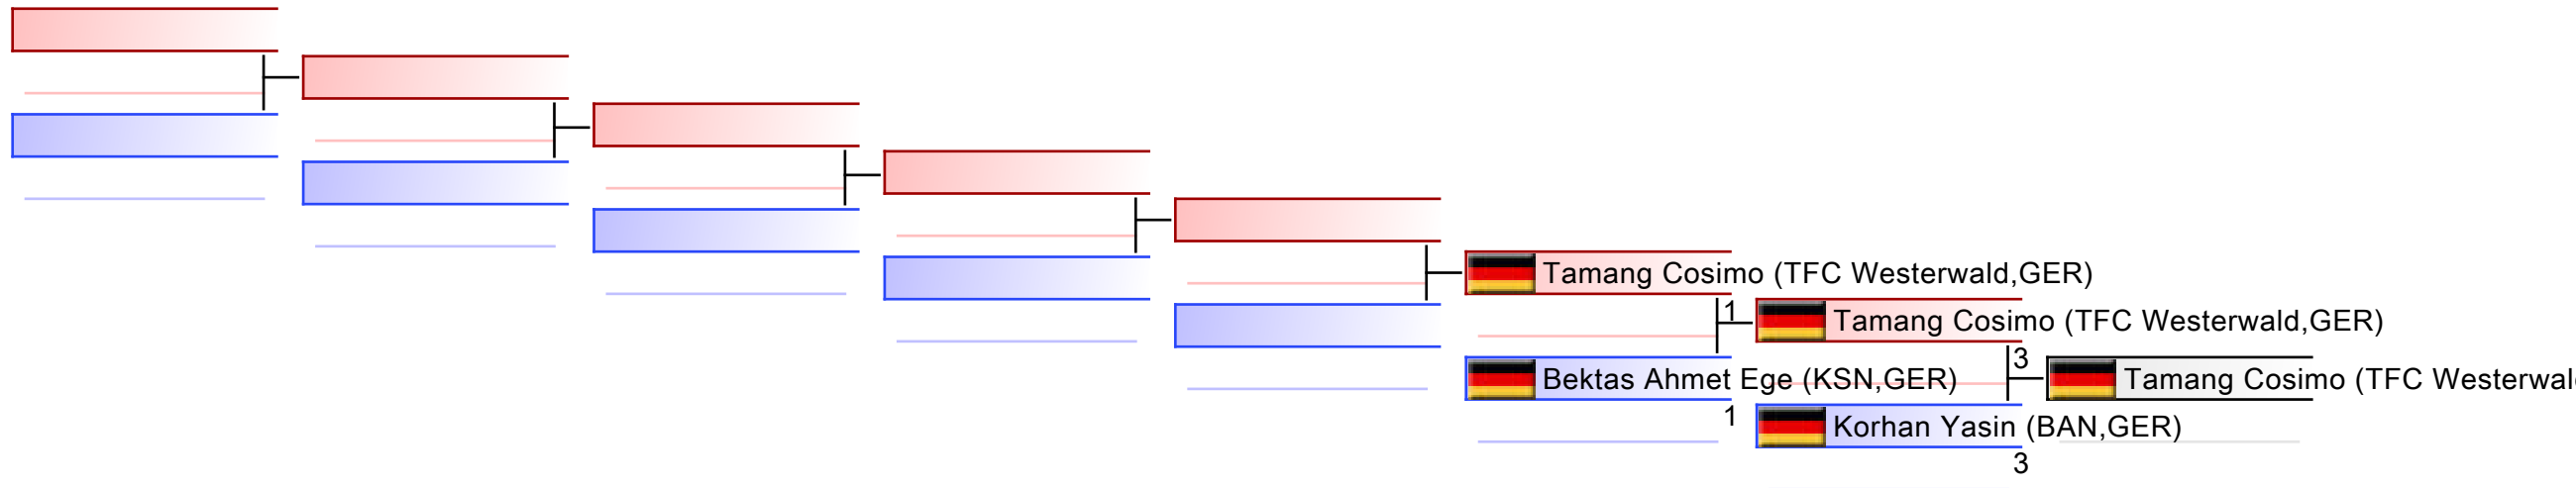 Tamang Cosimo (TFC Westerwald,GER)
1
Tamang Cosimo (TFC Westerwald,GER)
3
Bektas Ahmet Ege (KSN,GER)
Tamang Cosimo (TFC Westerwal
1
Korhan Yasin (BAN,GER)
3